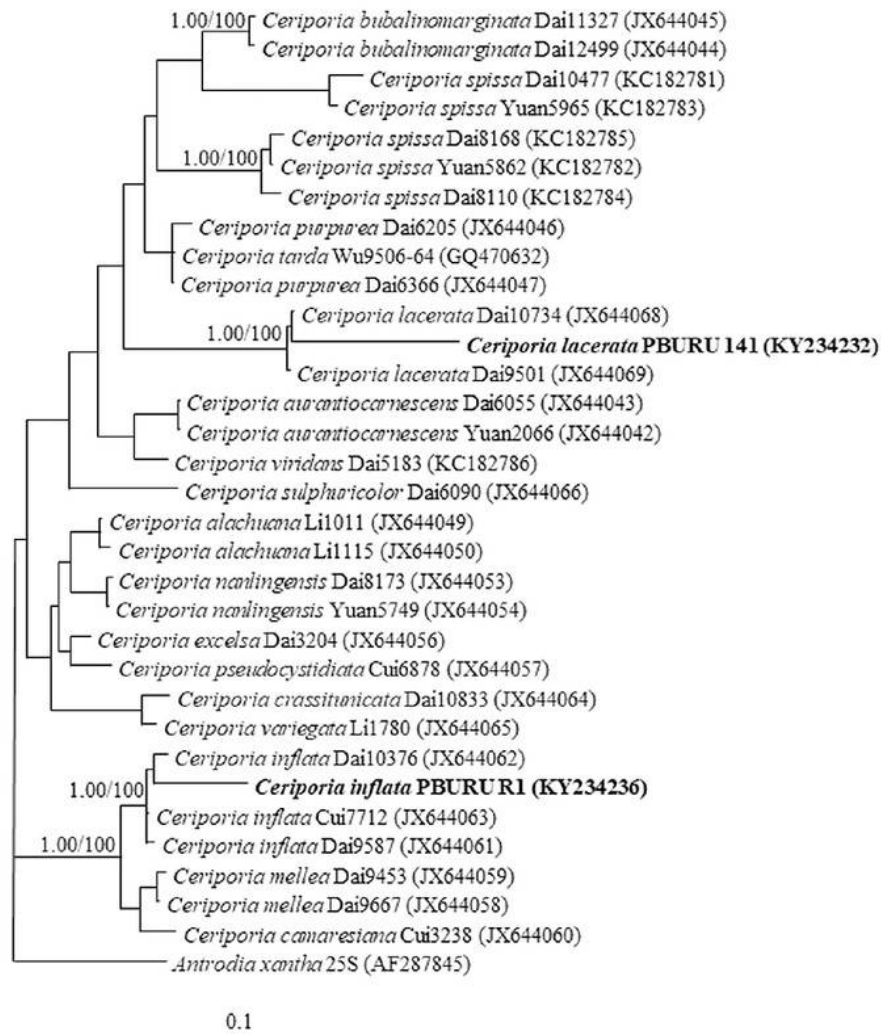 1.00/100 Ceriporia bubalinomarginata Dai11327 (JX644045)
Ceriporia bubalinomarginata Dai12499 (JX644044)
Ceriporia spissa Dai10477 (KC182781)
Ceriporia spissa Yuan5965 (KC182783)
Ceriporia spissa Dai8168 (KC182785)
1.00/100 Ceriporia spissa Yuan5862 (KC182782)
Ceriporia spissa Dai8110 (KC182784)
Ceriporia purpurea Dai6205 (JX644046)
Ceriporia tarda Wu9506-64 (GQ470632)
Ceriporia purpurea Dai6366 (JX644047)
Ceriporia lacerata Dai10734 (JX644068)
1.00/100 Ceriporia lacerata PBURU 141 (KY234232)
Ceriporia lacerata Dai9501 (JX644069)
Ceriporia aurantiocarnescens Dai6055 (JX644043)
Ceriporia aurantiocarnescens Yuan2066 (JX644042)
Ceriporia viridans Dai5183 (KC182786)
Ceriporia sulphuricolor Dai6090 (JX644066)
Ceriporia alachuana Li1011 (JX644049)
Ceriporia alachuana Li1115 (JX644050)
Ceriporia nanlingensis Dai8173 (JX644053)
Ceriporia nanlingensis Yuan5749 (JX644054)
Ceriporia excelsa Dai3204 (JX644056)
Ceriporia pseudocystidiata Cui6878 (JX644057)
Ceriporia crassitunicata Dai10833 (JX644064)
Ceriporia variegata Li1780 (JX644065)
Ceriporia inflata Dai10376 (JX644062)
1.00/100 Ceriporia inflata PBURU R1 (KY234236)
Ceriporia inflata Cui7712 (JX644063)
1.00/100 Ceriporia inflata Dai9587 (JX644061)
Ceriporia mellea Dai9453 (JX644059)
Ceriporia mellea Dai9667 (JX644058)
Ceriporia camaresiana Cui3238 (JX644060)
Antrodia xantha 25S (AF287845)
0.1